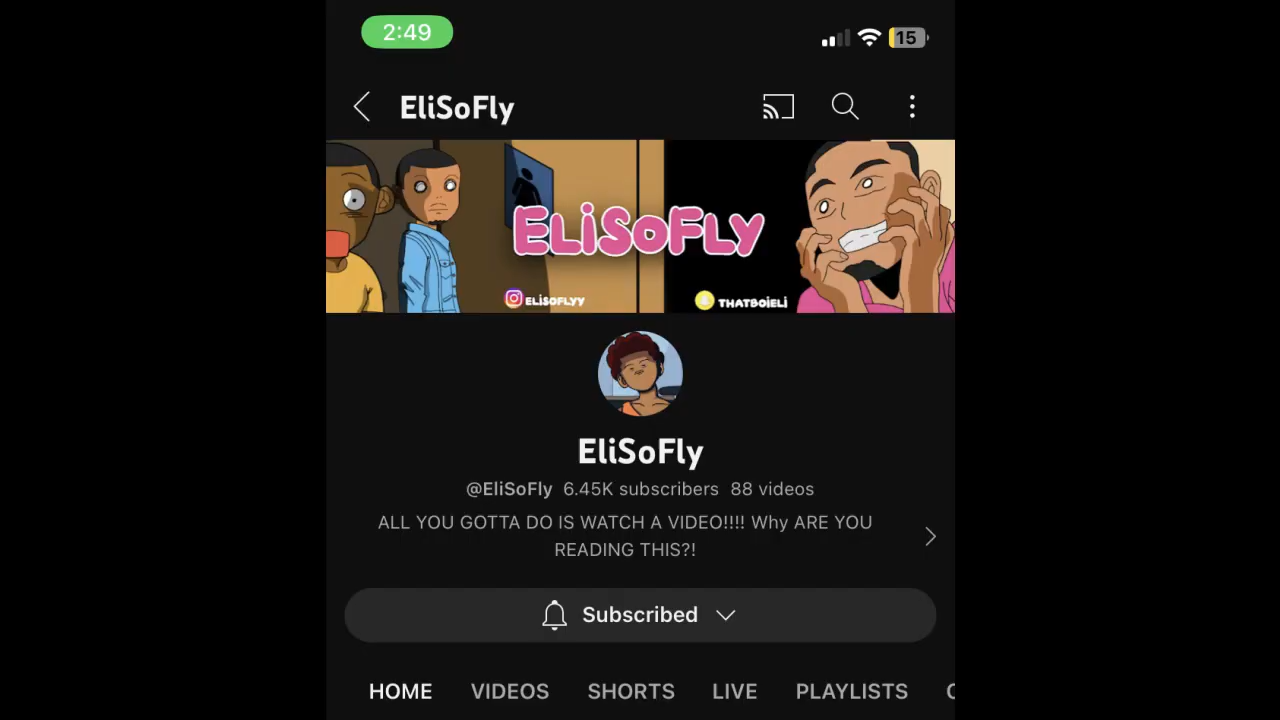 2:49
15
EliSoFly
ELiSoFLy
ELiSOFLYY
THATBOiELi
EliSoFly
@EliSoFly 6.45K subscribers 88 videos
ALL YOU GOTTA DO IS WATCH A VIDEO!!!! Why ARE YOU
READING THIS?!
Subscribed
HOME VIDEOS SHORTS LIVE PLAYLISTS